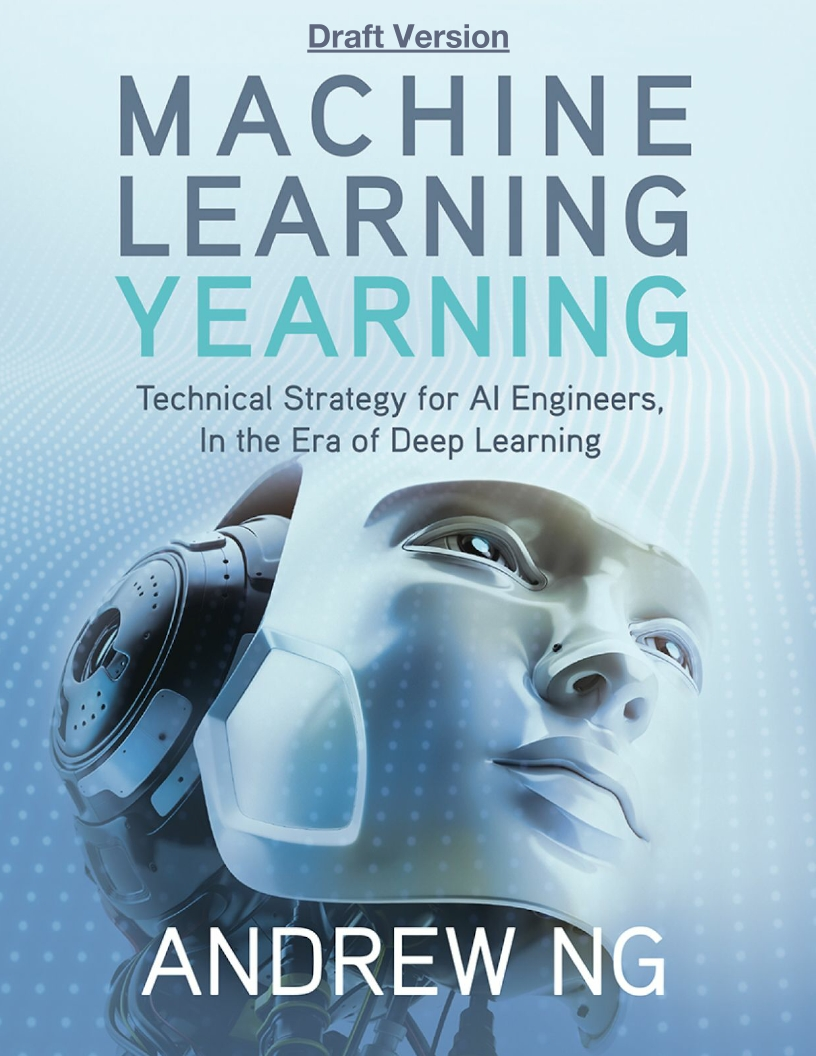 Draft Version
MACHINE
LEARNING
YEARNING
Technical Strategy for AI Engineers,
In the Era of Deep Learning
ANDREW NG